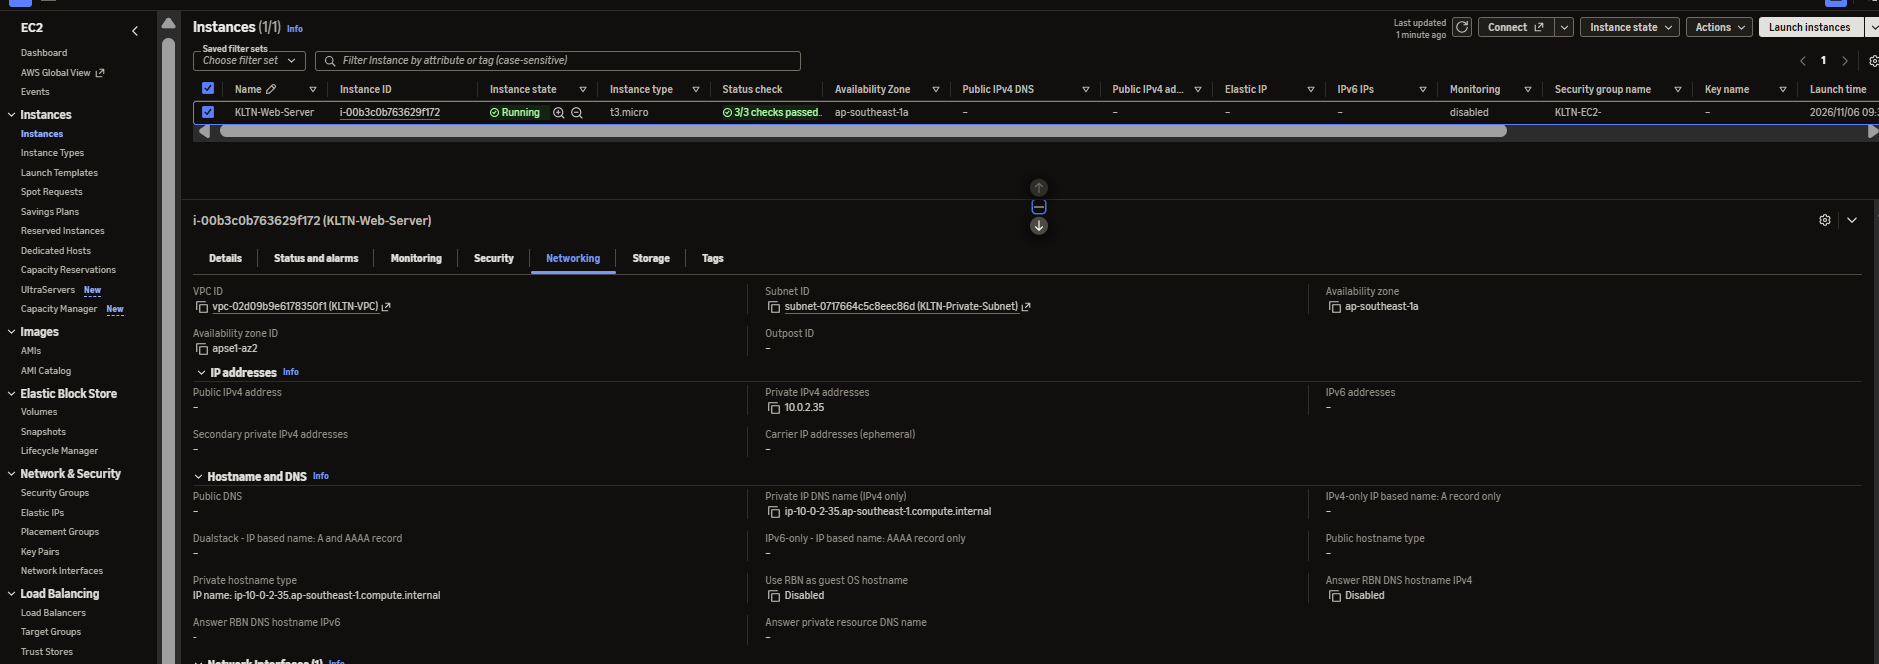 EC2
Dashboard
AWS Global View
Events
Instances
Instances
Instance Types
Launch Templates
Spot Requests
Savings Plans
Reserved Instances
Dedicated Hosts
Capacity Reservations
UltraServers New
Capacity Manager New
Images
AMIs
AMI Catalog
Elastic Block Store
Volumes
Snapshots
Lifecycle Manager
Network & Security
Security Groups
Elastic IPs
Placement Groups
Key Pairs
Network Interfaces
Load Balancing
Load Balancers
Target Groups
Trust Stores
Instances (1/1) Info
Last updated
1 minute ago
Connect Instance state Actions Launch instances
Saved filter sets
Choose filter set
Filter Instance by attribute or tag (case-sensitive)
1
Name Instance ID Instance state Instance type Status check Availability Zone Public IPv4 DNS Public IPv4 ad... Elastic IP IPv6 IPs Monitoring Security group name Key name Launch time
KLTN-Web-Server i-00b3c0b763629f172 Running t3.micro 3/3 checks passed.. ap-southeast-1a – – – – disabled KLTN-EC2- – 2026/11/06 09:
i-00b3c0b763629f172 (KLTN-Web-Server)
Details Status and alarms Monitoring Security Networking Storage Tags
VPC ID Subnet ID Availability zone
vpc-02d09b9e6178350f1 (KLTN-VPC) subnet-0717664c5c8eec86d (KLTN-Private-Subnet) ap-southeast-1a
Availability zone ID Outpost ID
apse1-az2 –
IP addresses Info
Public IPv4 address Private IPv4 addresses IPv6 addresses
– 10.0.2.35 –
Secondary private IPv4 addresses Carrier IP addresses (ephemeral)
– –
Hostname and DNS Info
Public DNS Private IP DNS name (IPv4 only) IPv4-only IP based name: A record only
– ip-10-0-2-35.ap-southeast-1.compute.internal –
Dualstack - IP based name: A and AAAA record IPv6-only - IP based name: AAAA record only Public hostname type
– – –
Private hostname type Use RBN as guest OS hostname Answer RBN DNS hostname IPv4
IP name: ip-10-0-2-35.ap-southeast-1.compute.internal Disabled Disabled
Answer RBN DNS hostname IPv6 Answer private resource DNS name
- –
Network Interfaces (1) Info